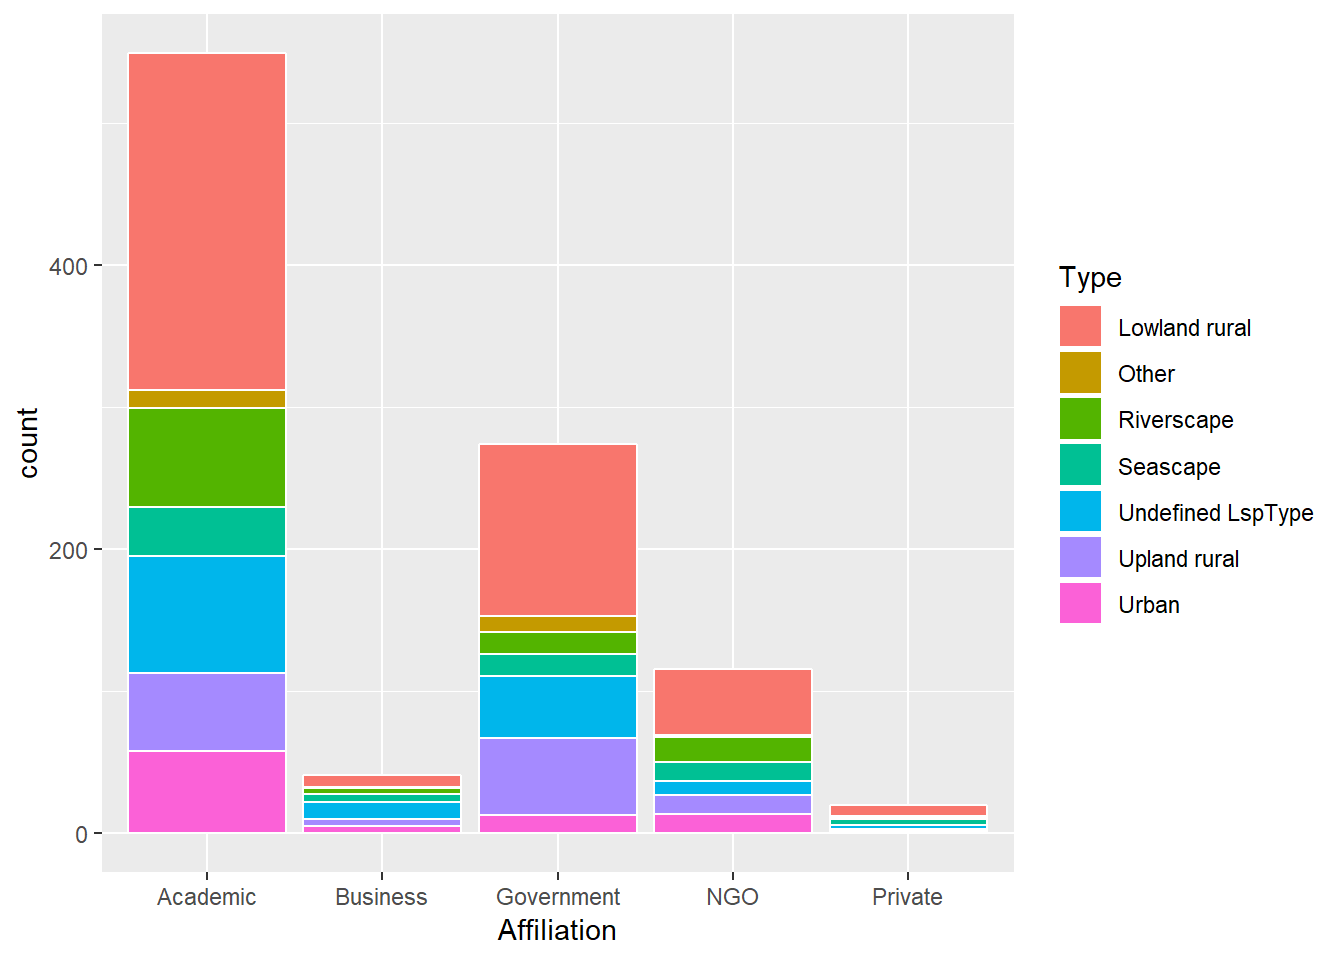 count
400
200
0
Academic
Business
Government
NGO
Private
Affiliation
Type
Lowland rural
Other
Riverscape
Seascape
Undefined LspType
Upland rural
Urban